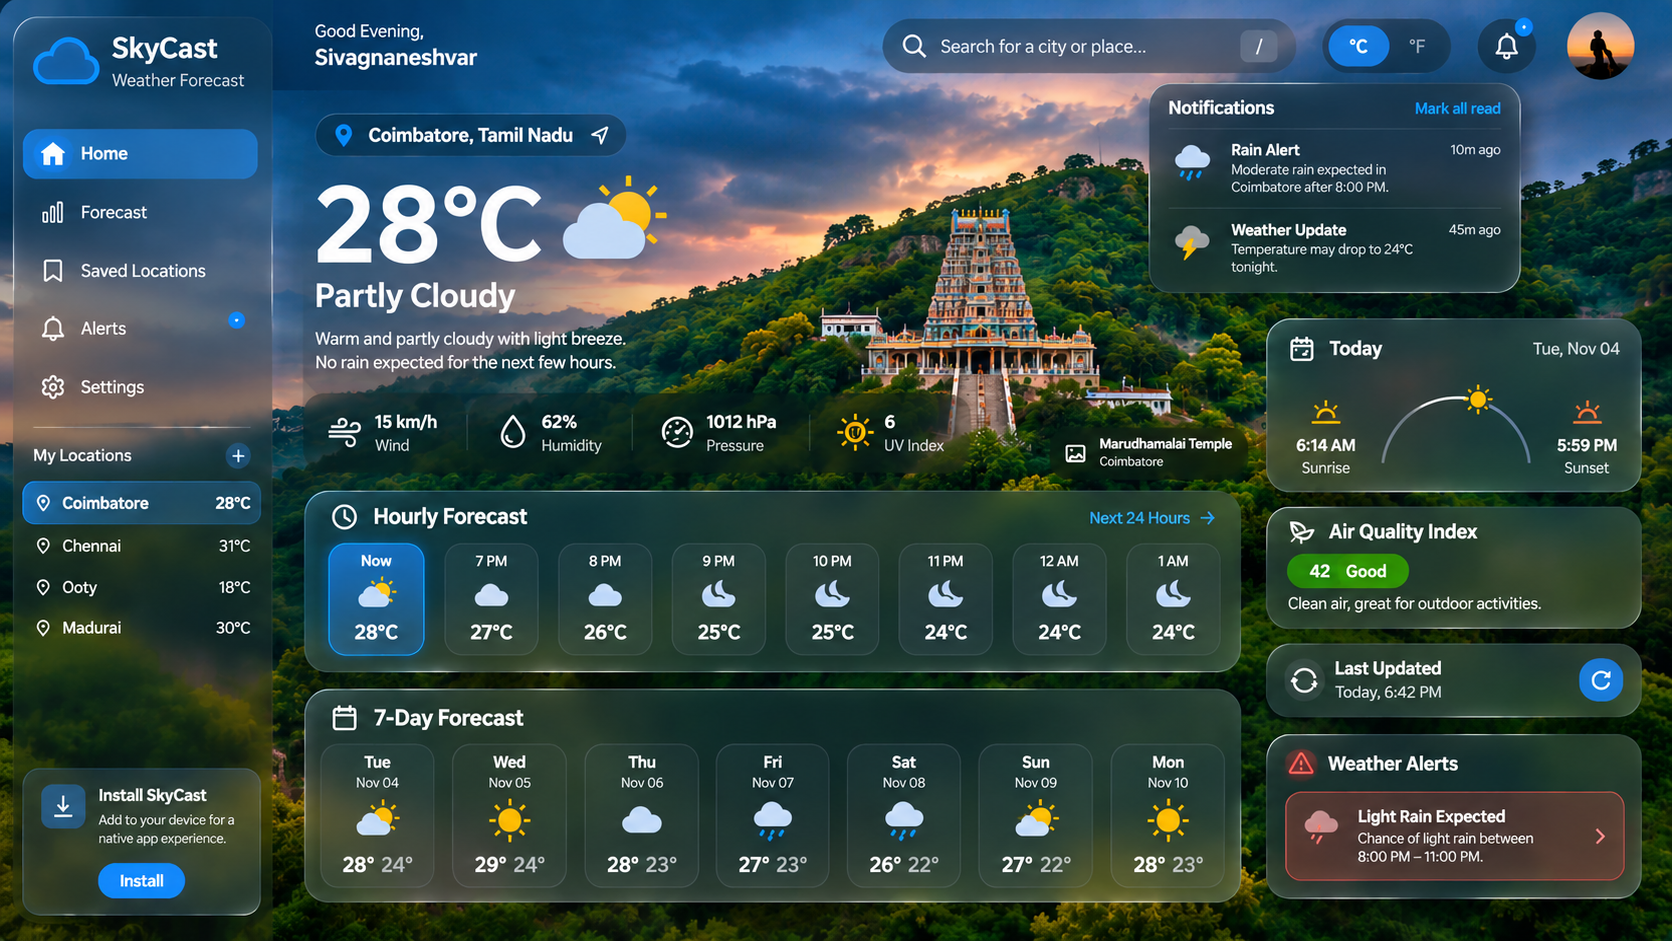 SkyCast
Weather Forecast
Home
Forecast
Saved Locations
Alerts
Settings
My Locations
+
Coimbatore 28°C
Chennai 31°C
Ooty 18°C
Madurai 30°C
Install SkyCast
Add to your device for a
native app experience.
Install
Good Evening,
Sivagnaneshvar
Search for a city or place... /
°C °F
Coimbatore, Tamil Nadu
28°C
Partly Cloudy
Warm and partly cloudy with light breeze.
No rain expected for the next few hours.
15 km/h
Wind
62%
Humidity
1012 hPa
Pressure
6
UV Index
Marudhamalai Temple
Coimbatore
Notifications Mark all read
Rain Alert 10m ago
Moderate rain expected in
Coimbatore after 8:00 PM.
Weather Update 45m ago
Temperature may drop to 24°C
tonight.
Hourly Forecast Next 24 Hours →
Now 7 PM 8 PM 9 PM 10 PM 11 PM 12 AM 1 AM
28°C 27°C 26°C 25°C 25°C 24°C 24°C 24°C
7-Day Forecast
Tue Wed Thu Fri Sat Sun Mon
Nov 04 Nov 05 Nov 06 Nov 07 Nov 08 Nov 09 Nov 10
28° 24° 29° 24° 28° 23° 27° 23° 26° 22° 27° 22° 28° 23°
Today Tue, Nov 04
6:14 AM 5:59 PM
Sunrise Sunset
Air Quality Index
42 Good
Clean air, great for outdoor activities.
Last Updated
Today, 6:42 PM
Weather Alerts
Light Rain Expected
Chance of light rain between
8:00 PM – 11:00 PM.